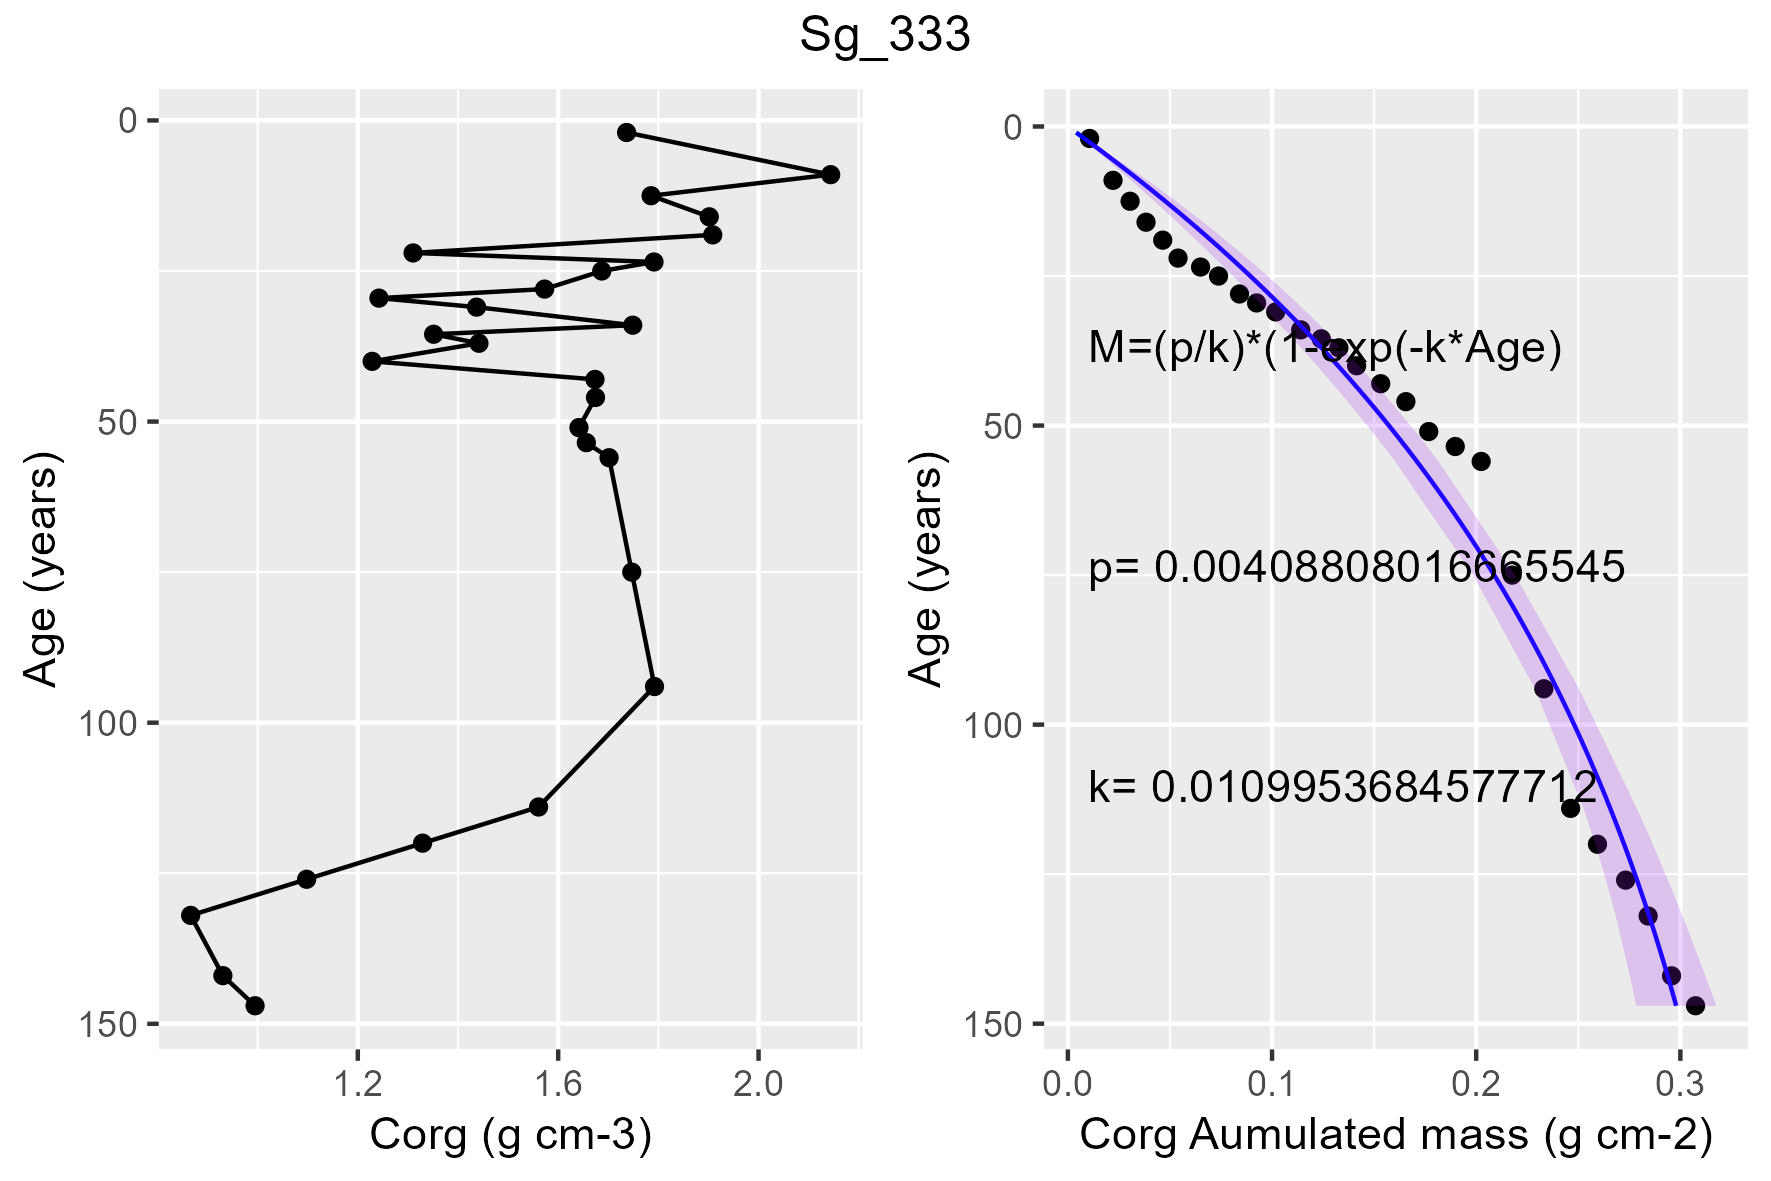 Sg_333
0
50
100
150
Age (years)
1.2 1.6 2.0
Corg (g cm-3)
0
50
100
150
Age (years)
M=(p/k)*(1-exp(-k*Age)
p= 0.00408808016665545
k= 0.0109953684577712
0.0 0.1 0.2 0.3
Corg Aumulated mass (g cm-2)